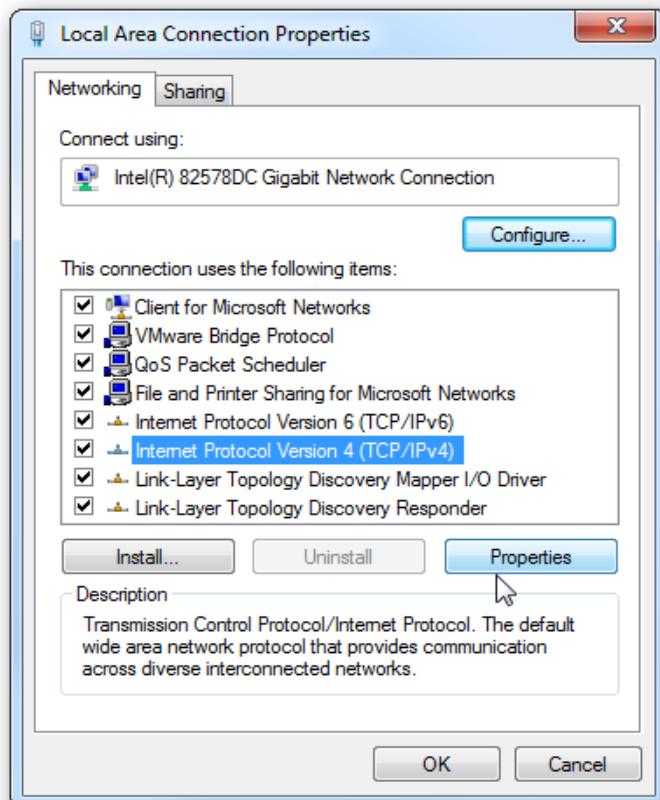 Local Area Connection Properties
Networking
Sharing
Connect using:
Intel(R) 82578DC Gigabit Network Connection
Configure...
This connection uses the following items:
Client for Microsoft Networks
VMware Bridge Protocol
QoS Packet Scheduler
File and Printer Sharing for Microsoft Networks
Internet Protocol Version 6 (TCP/IPv6)
Internet Protocol Version 4 (TCP/IPv4)
Link-Layer Topology Discovery Mapper I/O Driver
Link-Layer Topology Discovery Responder
Install...
Uninstall
Properties
Description
Transmission Control Protocol/Internet Protocol. The default
wide area network protocol that provides communication
across diverse interconnected networks.
OK
Cancel